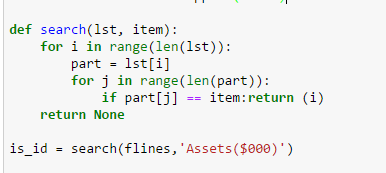 def search(lst, item):
    for i in range(len(lst)):
        part = lst[i]
        for j in range(len(part)):
            if part[j] == item:return (i)
    return None

is_id = search(flines,'Assets($000)')